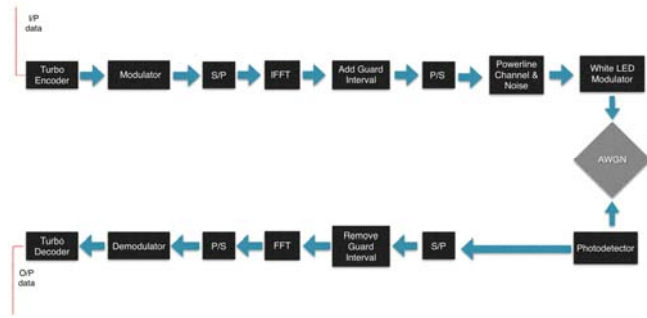 I/P
data
Turbo
Encoder
Modulator
S/P
IFFT
Add Guard
Interval
P/S
Powerline
Channel &
Noise
White LED
Modulator
AWGN
Turbo
Decoder
Demodulator
P/S
FFT
Remove
Guard
Interval
S/P
Photodetector
O/P
data